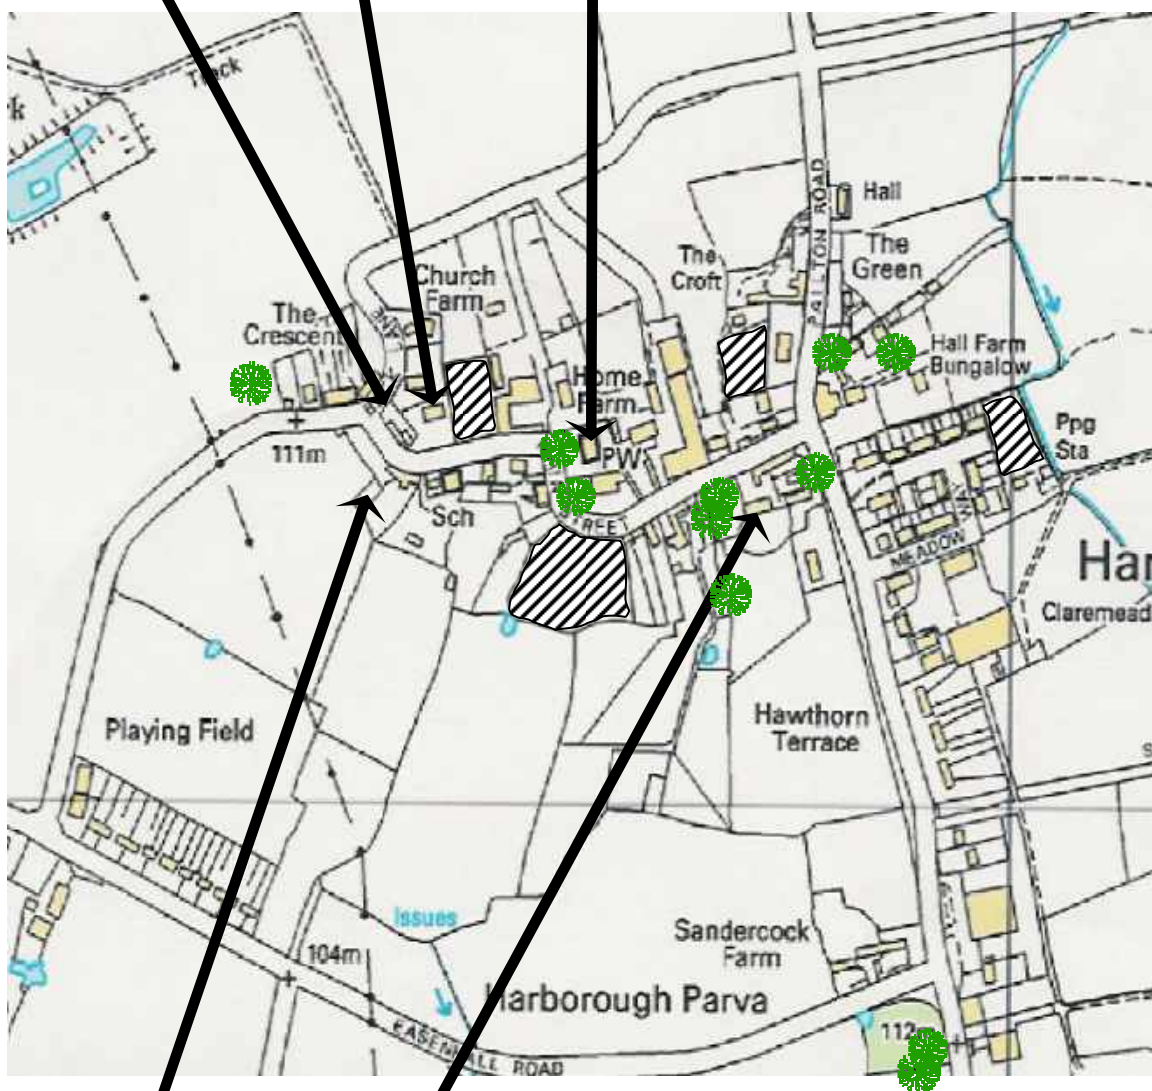 Track
k
Hall
PAILTON ROAD
The
Green
The
Croft
Church
Farm
The
Crescent
Hall Farm
Bungalow
Home
Farm
111m
PW
Ppg
Sta
Sch
MEADOW
Har
Claremead
Playing Field
Hawthorn
Terrace
Issues
Sandercock
Farm
104m
Harborough Parva
112m
EASENHALL ROAD